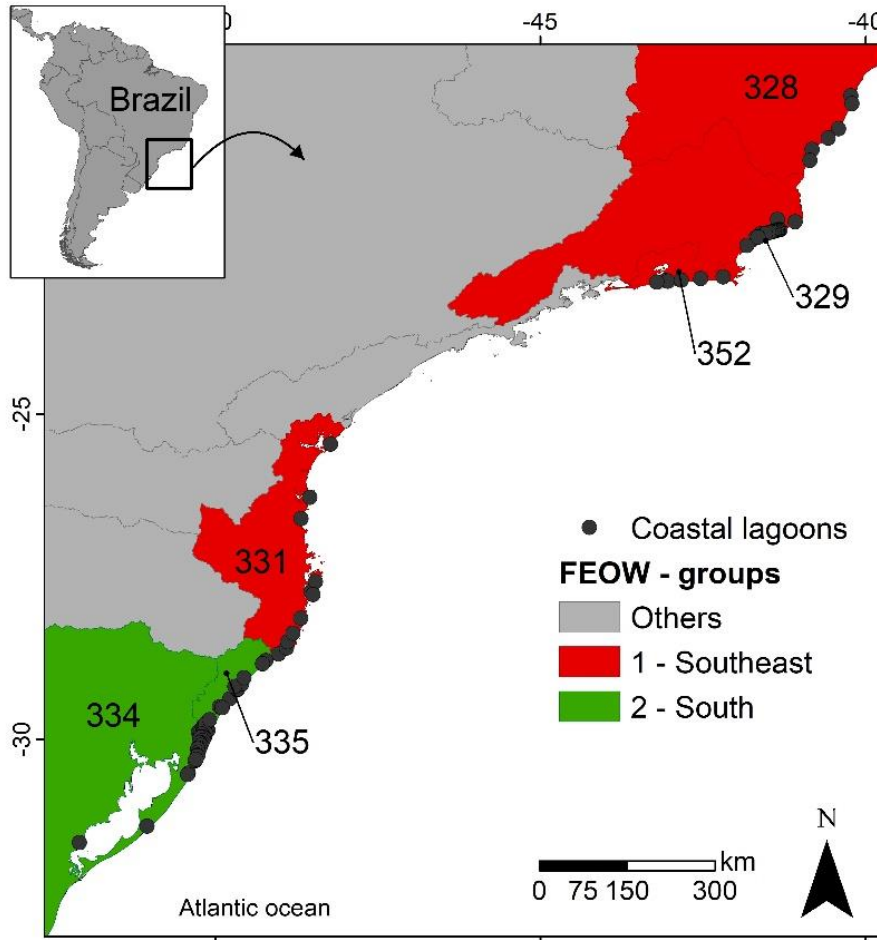 -45
-40
Brazil
328
329
352
-25
331
Coastal lagoons
FEOW - groups
Others
1 - Southeast
2 - South
334
335
-30
N
km
0 75 150 300
Atlantic ocean